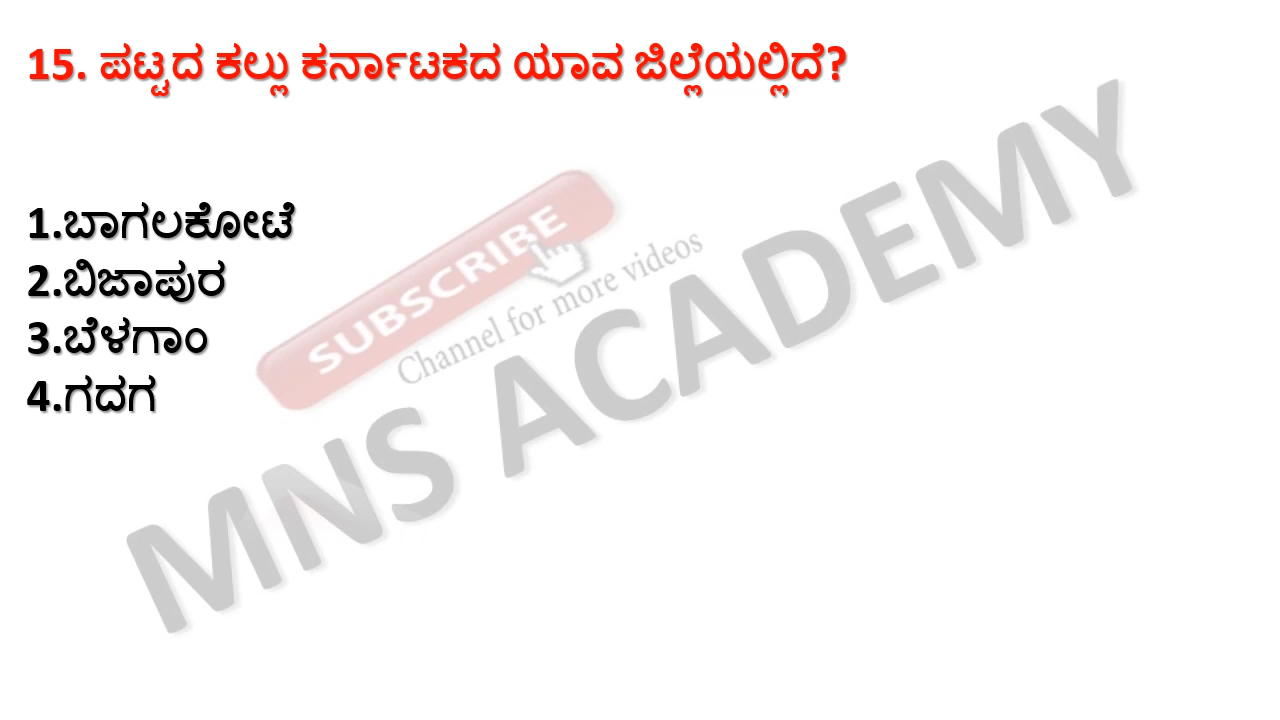 15. ಪಟ್ಟದ ಕಲ್ಲು ಕರ್ನಾಟಕದ ಯಾವ ಜಿಲ್ಲೆಯಲ್ಲಿದೆ?
1.ಬಾಗಲಕೋಟೆ
2.ಬಿಜಾಪುರ
3.ಬೆಳಗಾಂ
4.ಗದಗ
SUBSCRIBE
Channel for more videos
MNS ACADEMY